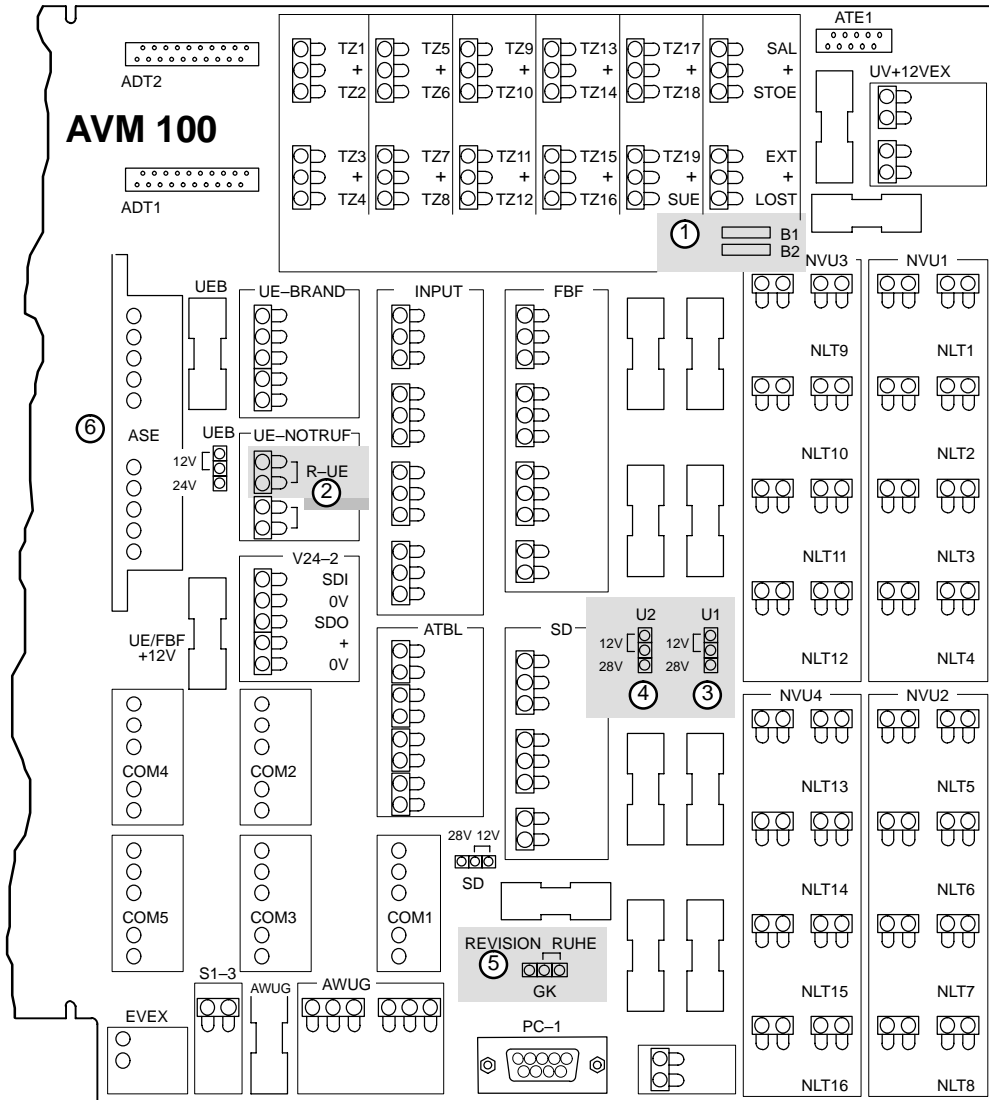 ATE1
TZ1 TZ5 TZ9 TZ13 TZ17 SAL
+ + + + + +
TZ2 TZ6 TZ10 TZ14 TZ18 STOE
ADT2
UV+12VEX
AVM 100
TZ3 TZ7 TZ11 TZ15 TZ19 EXT
+ + + + + +
TZ4 TZ8 TZ12 TZ16 SUE LOST
ADT1
1 B1
B2
NVU3 NVU1
UEB UE–BRAND INPUT FBF
NLT9 NLT1
6 ASE
UEB UE–NOTRUF
12V
24V
R–UE
2
NLT10 NLT2
V24–2
SDI
0V
SDO
+
0V
NLT11 NLT3
UE/FBF
+12V
ATBL SD
U2 U1
12V 12V
28V 28V
4 3
NLT12 NLT4
NVU4 NVU2
COM4 COM2
NLT13 NLT5
28V 12V
SD
NLT14 NLT6
COM5 COM3 COM1
REVISION RUHE
5
GK
S1–3 AWUG AWUG
NLT15 NLT7
EVEX PC–1
NLT16 NLT8